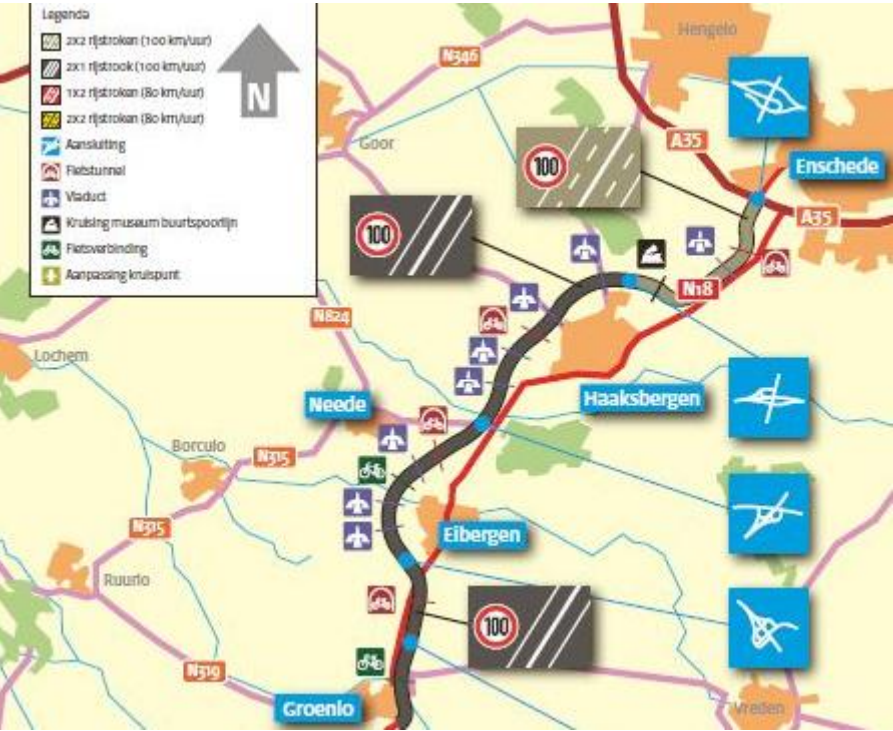 Legenda
2x2 rijstroken (100 km/uur)
2x1 rijstrook (100 km/uur)
1x2 rijstroken (80 km/uur)
2x2 rijstroken (80 km/uur)
Aansluiting
Fietstunnel
Viaduct
Kruising museum buurtspoorlijn
Fietsverbinding
Aanpassing kruispunt
N
Hengelo
N346
Goor
A35
100
Enschede
A35
100
N18
N824
Lochem
Haaksbergen
Neede
Borculo
N315
N315
Eibergen
Ruurlo
100
N319
Groenlo
Vreden